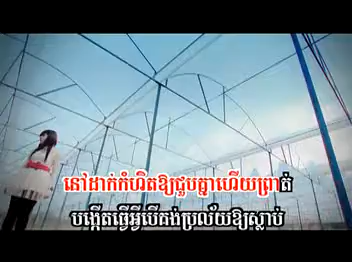 នៅដាក់កំហិតឱ្យជួបគ្នាហើយព្រាត់
បង្កើតធ្វើអ្វីបើគង់ប្រល័យឱ្យស្លាប់